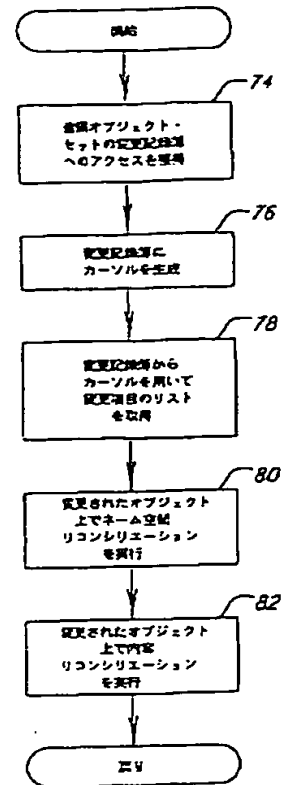 開始
74
複製オブジェクト・
セットの変更記録簿
へのアクセスを獲得
76
変更記録簿に
カーソルを生成
78
変更記録簿から
カーソルを用いて
変更項目のリスト
を取得
80
変更されたオブジェクト
上でネーム空間
リコンシリエーション
を実行
82
変更されたオブジェクト
上で内容
リコンシリエーション
を実行
戻り